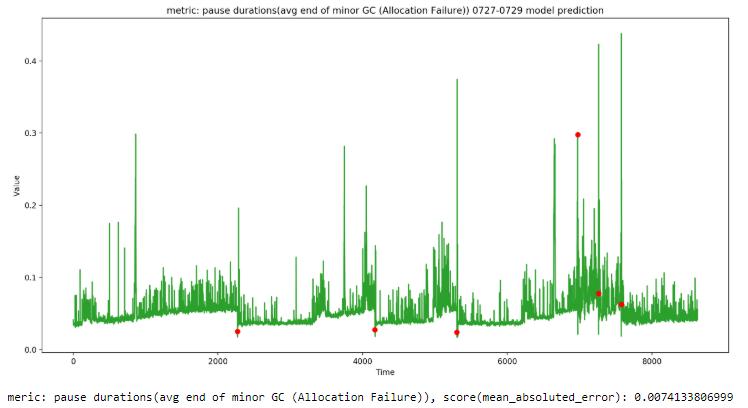 metric: pause durations(avg end of minor GC (Allocation Failure)) 0727-0729 model prediction
0.4
0.3
Value
0.2
0.1
0.0
0
2000
4000
6000
8000
Time
meric: pause durations(avg end of minor GC (Allocation Failure)), score(mean_absoluted_error): 0.0074133806999